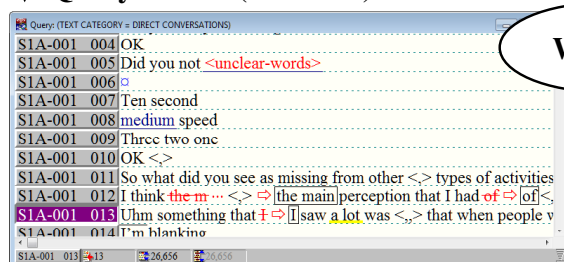 Query: (TEXT CATEGORY = DIRECT CONVERSATIONS)
S1A-001 004 OK
S1A-001 005 Did you not <unclear-words>
S1A-001 006 ¤
S1A-001 007 Ten second
S1A-001 008 medium speed
S1A-001 009 Three two one
S1A-001 010 OK <,>
S1A-001 011 So what did you see as missing from other <,> types of activities
S1A-001 012 I think the m ... <,> ⇨ the main perception that I had of ⇨ of <,
S1A-001 013 Uhm something that I ⇨ I saw a lot was <,,> that when people w
S1A-001 014 I'm blanking
S1A-001 013 13 26,656 26,656